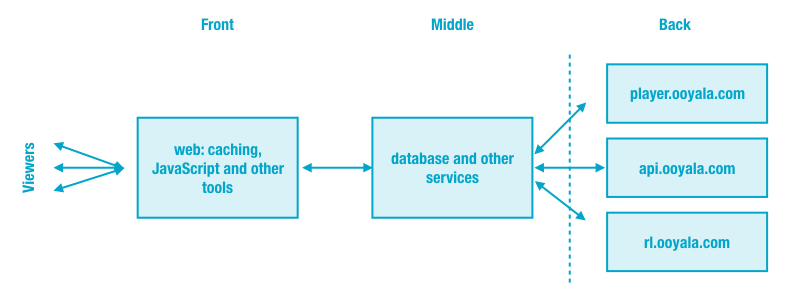 Front
Middle
Back
Viewers
web: caching,
JavaScript and other
tools
database and other
services
player.ooyala.com
api.ooyala.com
rl.ooyala.com